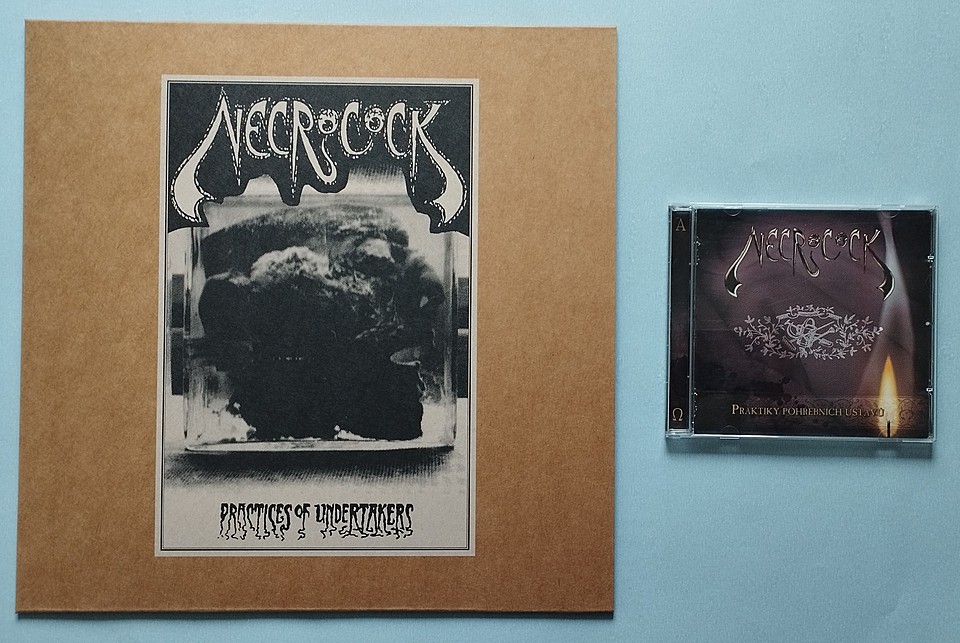 NECROCOCK
PRACTICES OF UNDERTAKERS
A
NECROCOCK
PRAKTIKY POHŘEBNÍCH ÚSTAVŮ
Ω